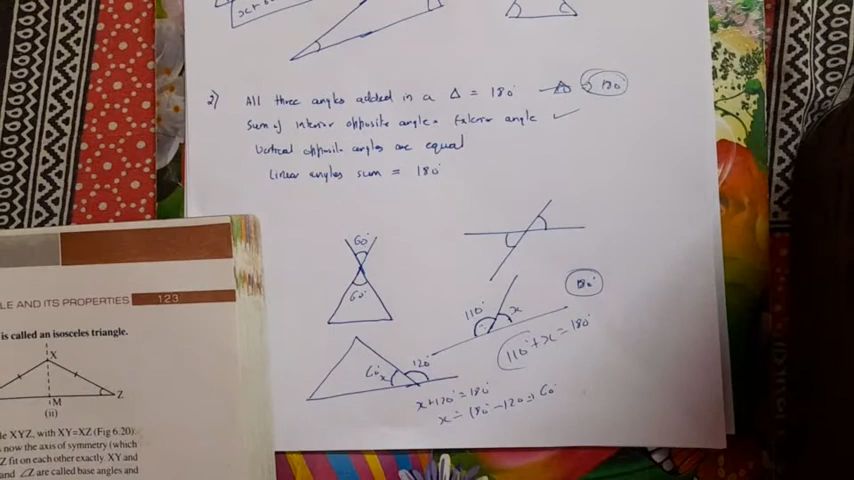 2) All three angles added in a Δ = 180° → 180°
Sum of interior opposite angle = Exterior angle ✓
Vertical opposite angles are equal
Linear angles sum = 180°
60°
60°
180°
110° x
110° + x = 180°
60° x 120°
x + 120° = 180°
x = 180° - 120 = 60°
LE AND ITS PROPERTIES 123
is called an isosceles triangle.
X
Z
M
(ii)
le XYZ, with XY=XZ (Fig 6.20).
now the axis of symmetry (which
Z fit on each other exactly. XY and
and ∠Z are called base angles and